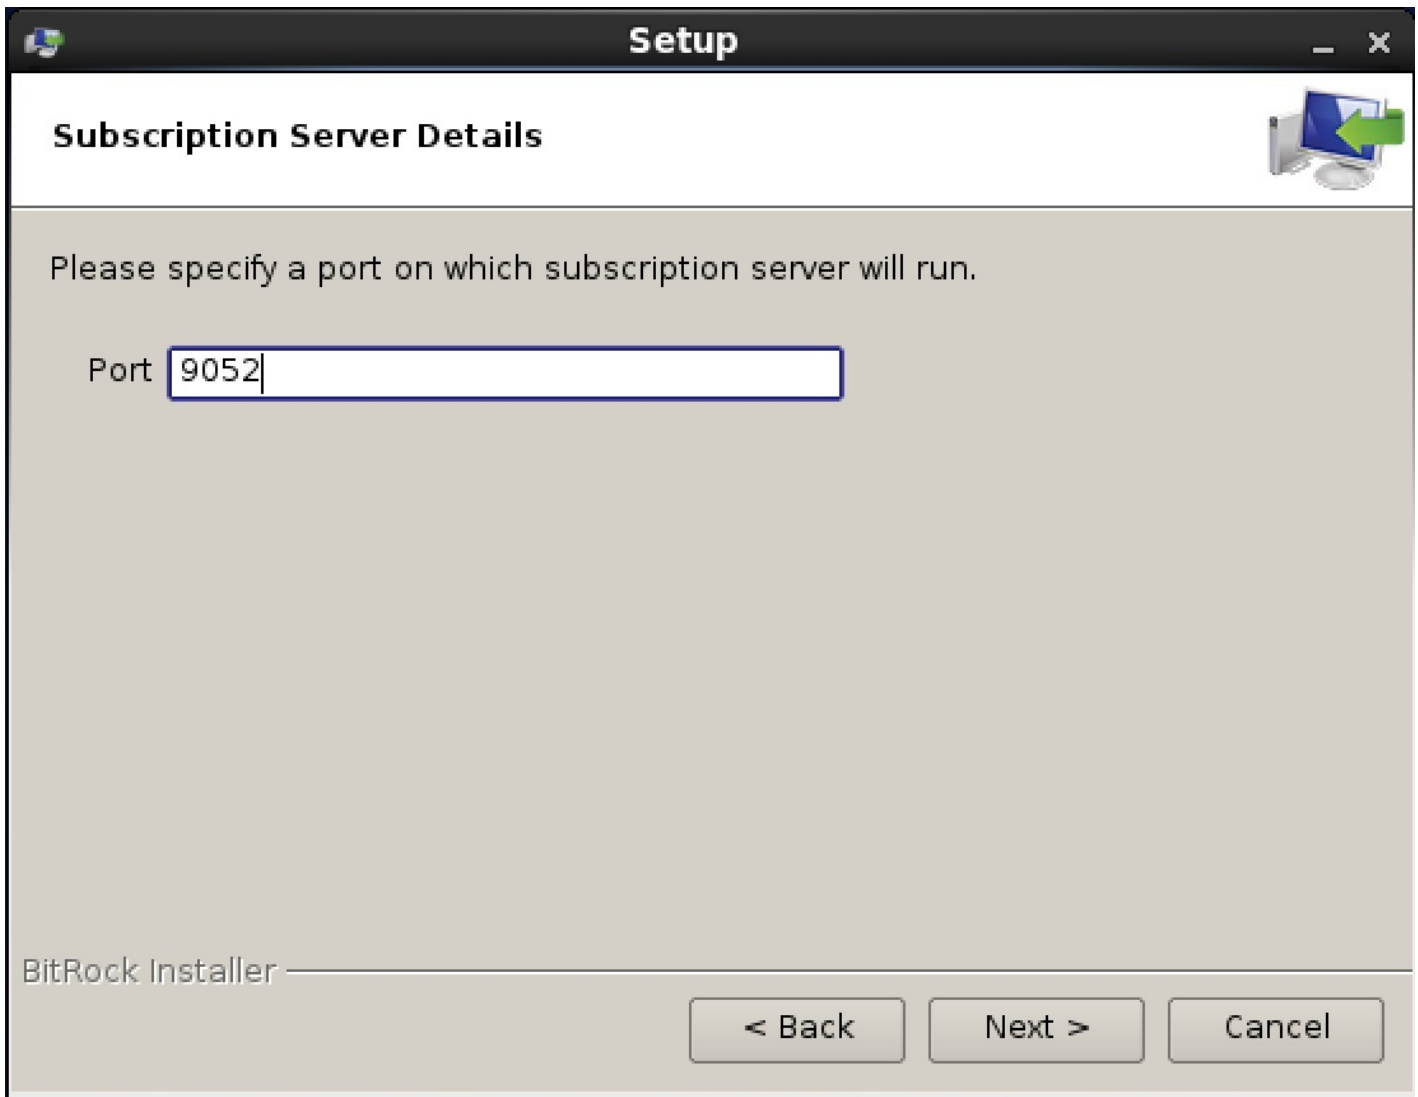 Setup
Subscription Server Details
Please specify a port on which subscription server will run.
Port 9052
BitRock Installer
< Back Next > Cancel